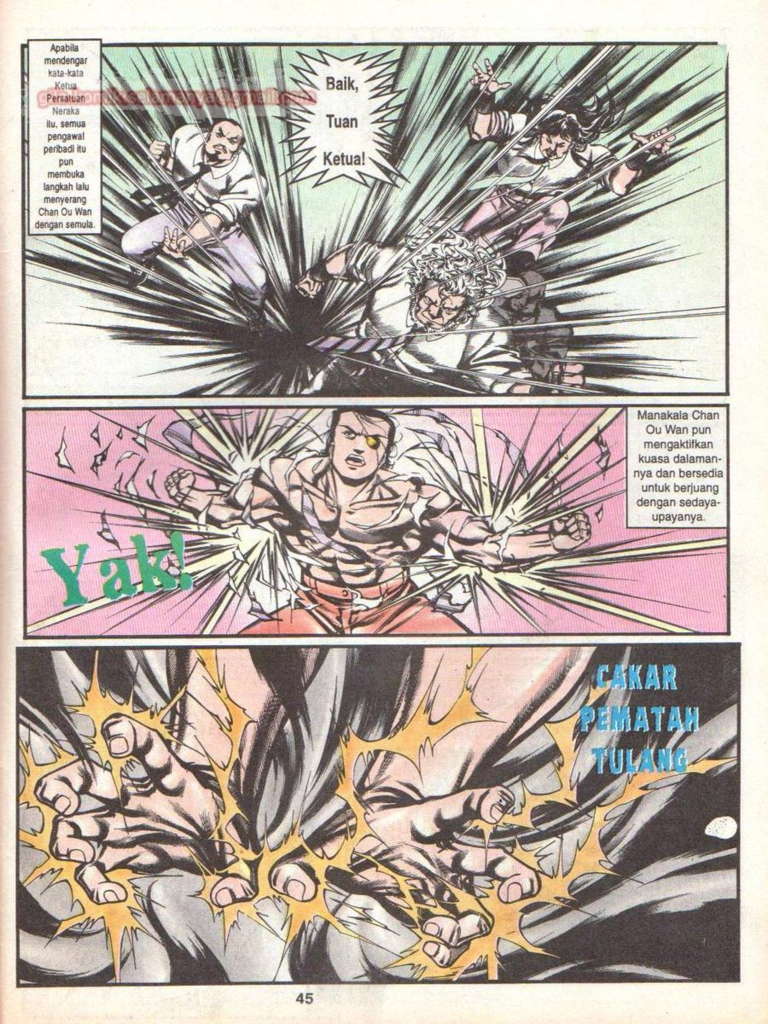 Apabila
mendengar
kata-kata
Ketua
Persatuan
Neraka
itu, semua
pengawal
peribadi itu
pun
membuka
langkah lalu
menyerang
Chan Ou Wan
dengan semula.
Baik,
Tuan
Ketua!
Manakala Chan
Ou Wan pun
mengaktifkan
kuasa dalaman-
nya dan bersedia
untuk berjuang
dengan sedaya-
upayanya.
Yak!
CAKAR
PEMATAH
TULANG
45